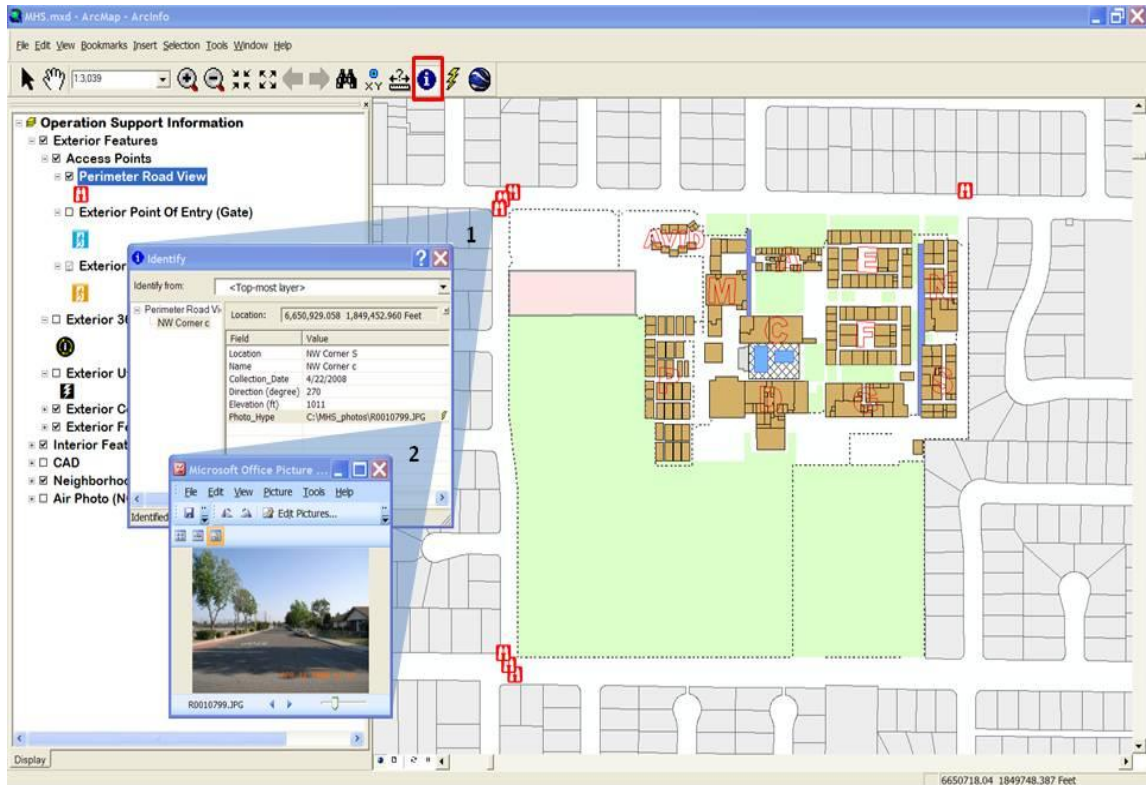 MHS.mxd - ArcMap - ArcInfo
File Edit View Bookmarks Insert Selection Tools Window Help
1:3,039
XY
Operation Support Information
Exterior Features
Access Points
Perimeter Road View
Exterior Point Of Entry (Gate)
Exterior
Exterior 36
Exterior U
Exterior C
Exterior F
Interior Feat
CAD
Neighborhoo
Air Photo (N
Display
1
Identify
Identify from:
<Top-most layer>
Perimeter Road Vi
NW Corner c
Location:
6,650,929.058 1,849,452.960 Feet
Field Value
Location NW Corner S
Name NW Corner c
Collection_Date 4/22/2008
Direction (degree) 270
Elevation (ft) 1011
Photo_Hype C:\MHS_photos\R0010799.JPG
Identified
2
Microsoft Office Picture ...
File Edit View Picture Tools Help
Edit Pictures...
R0010799.JPG
AVID
A
E
M
N
C
F
G
6650718.04 1849748.387 Feet